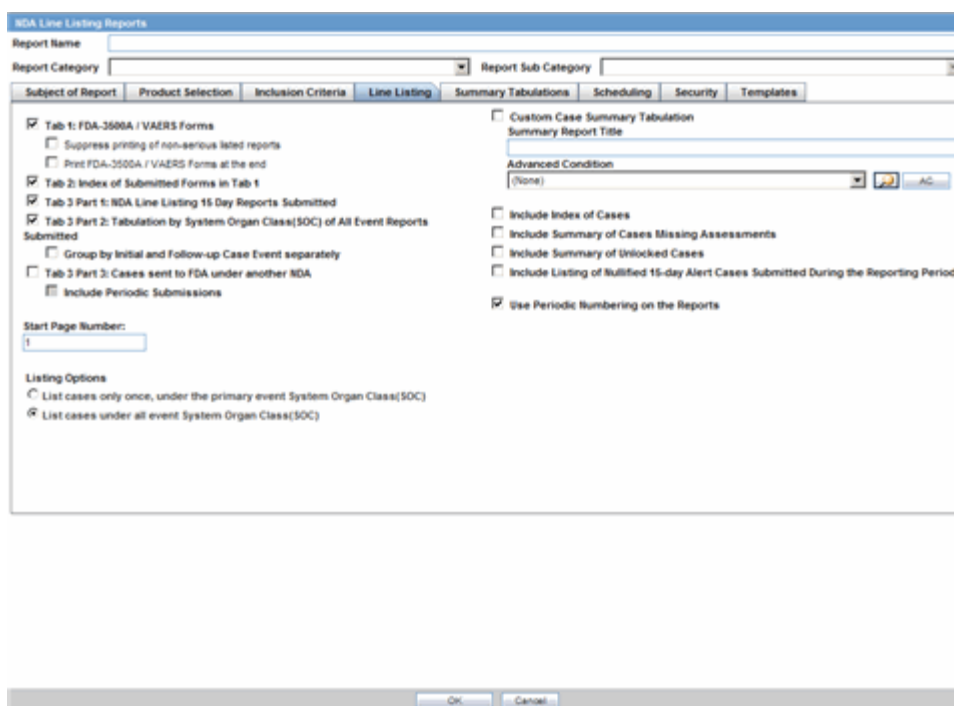 NDA Line Listing Reports
Report Name
Report Category
Report Sub Category
Subject of Report
Product Selection
Inclusion Criteria
Line Listing
Summary Tabulations
Scheduling
Security
Templates
Tab 1: FDA-3500A / VAERS Forms
Suppress printing of non-serious listed reports
Print FDA-3500A / VAERS Forms at the end
Tab 2: Index of Submitted Forms in Tab 1
Tab 3 Part 1: NDA Line Listing 15 Day Reports Submitted
Tab 3 Part 2: Tabulation by System Organ Class(SOC) of All Event Reports
Submitted
Group by Initial and Follow-up Case Event separately
Tab 3 Part 3: Cases sent to FDA under another NDA
Include Periodic Submissions
Start Page Number:
1
Listing Options
List cases only once, under the primary event System Organ Class(SOC)
List cases under all event System Organ Class(SOC)
Custom Case Summary Tabulation
Summary Report Title
Advanced Condition
(None)
AC
Include Index of Cases
Include Summary of Cases Missing Assessments
Include Summary of Unlocked Cases
Include Listing of Nullified 15-day Alert Cases Submitted During the Reporting Period
Use Periodic Numbering on the Reports
OK
Cancel